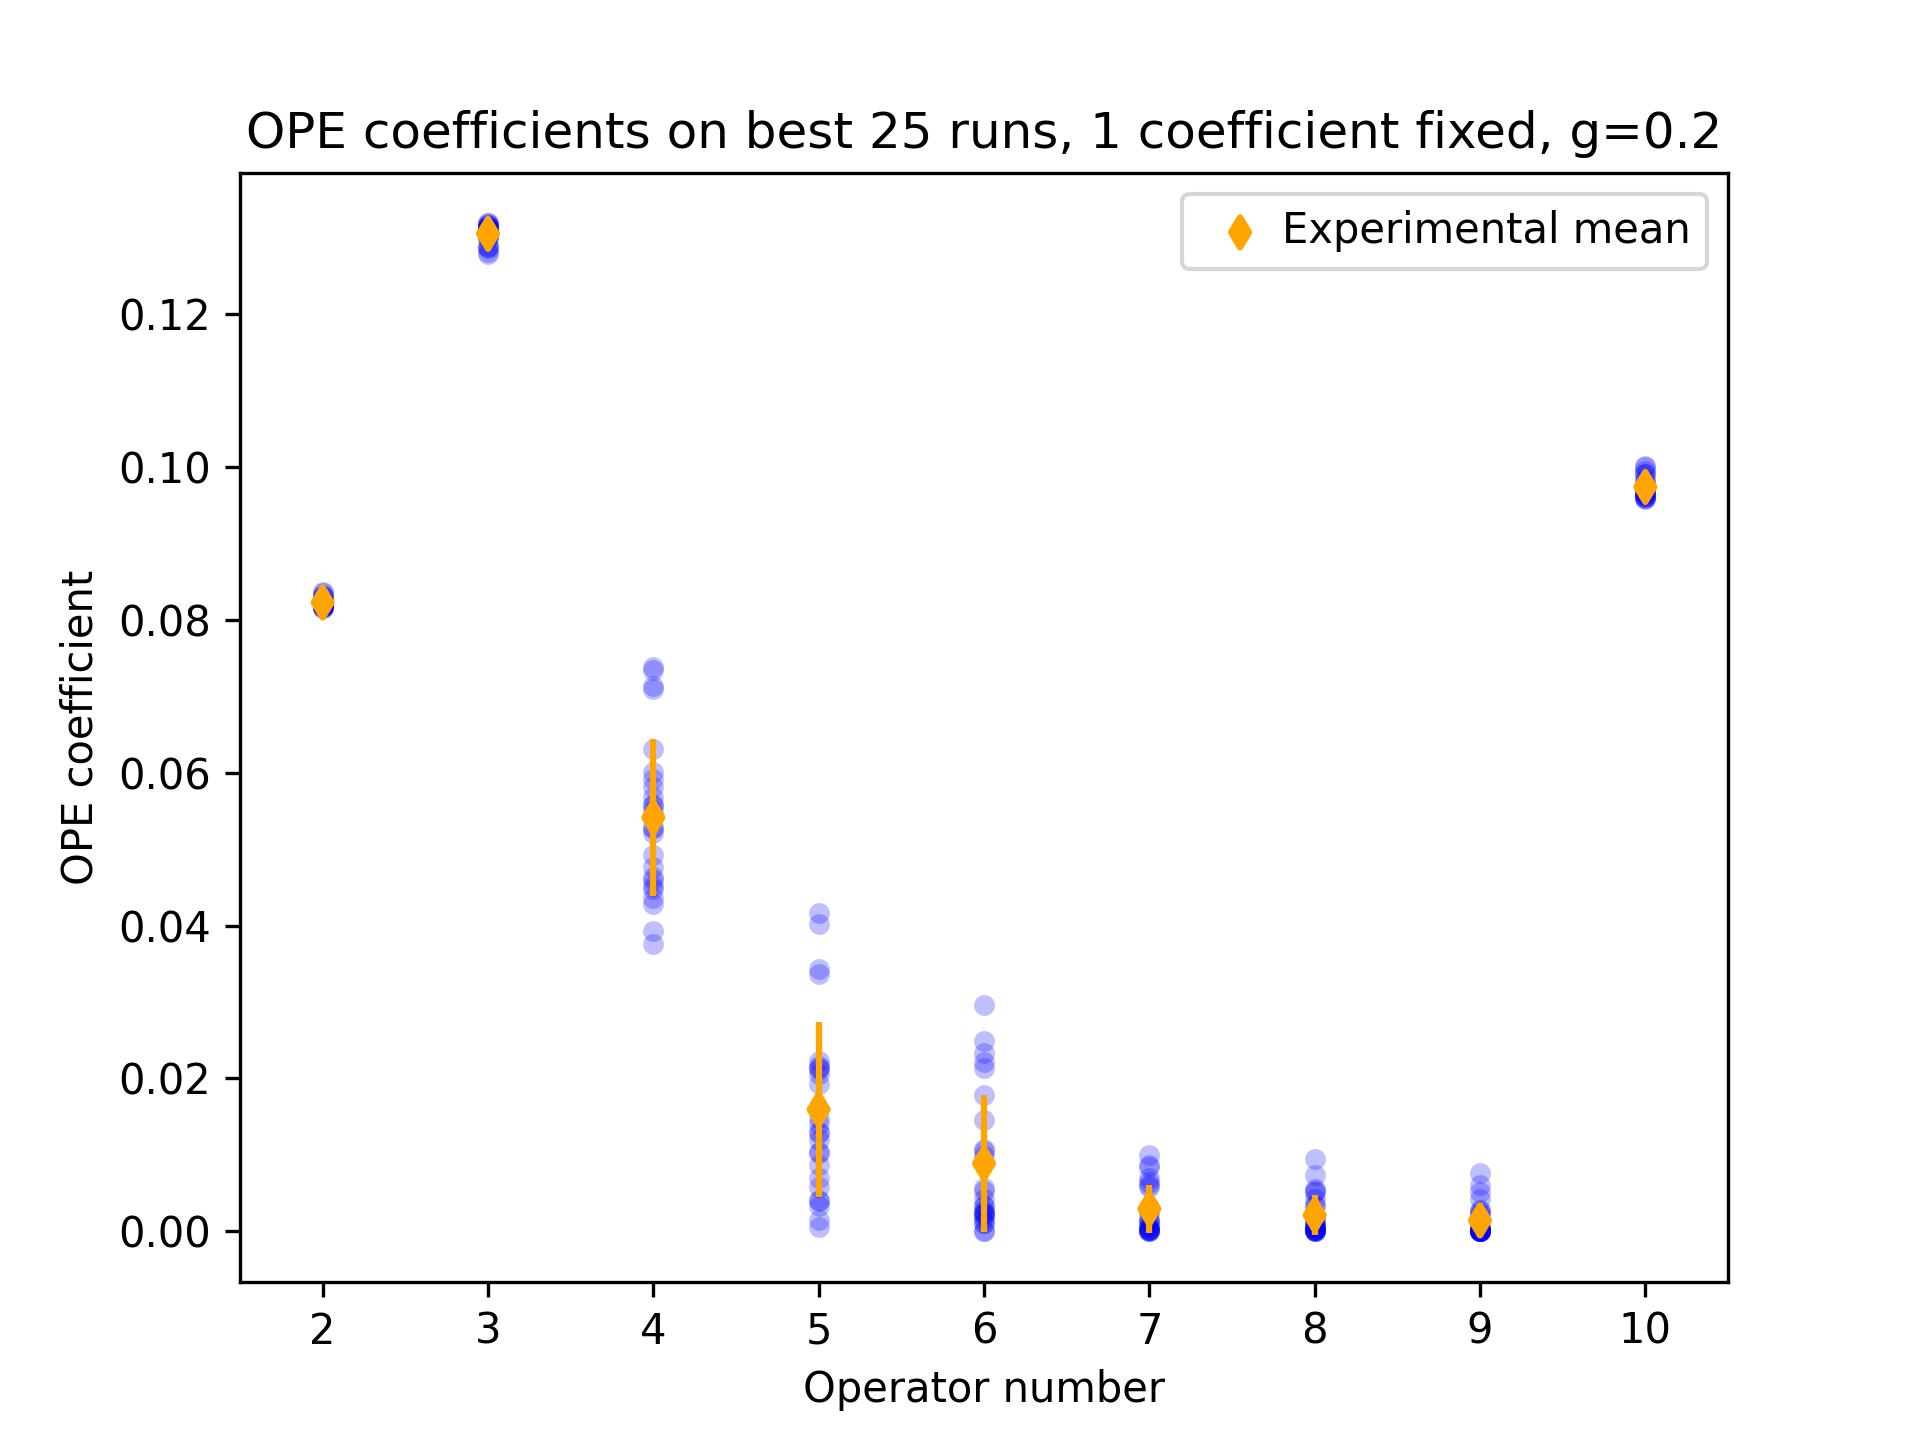 OPE coefficients on best 25 runs, 1 coefficient fixed, g=0.2
Experimental mean
OPE coefficient
0.12
0.10
0.08
0.06
0.04
0.02
0.00
2 3 4 5 6 7 8 9 10
Operator number